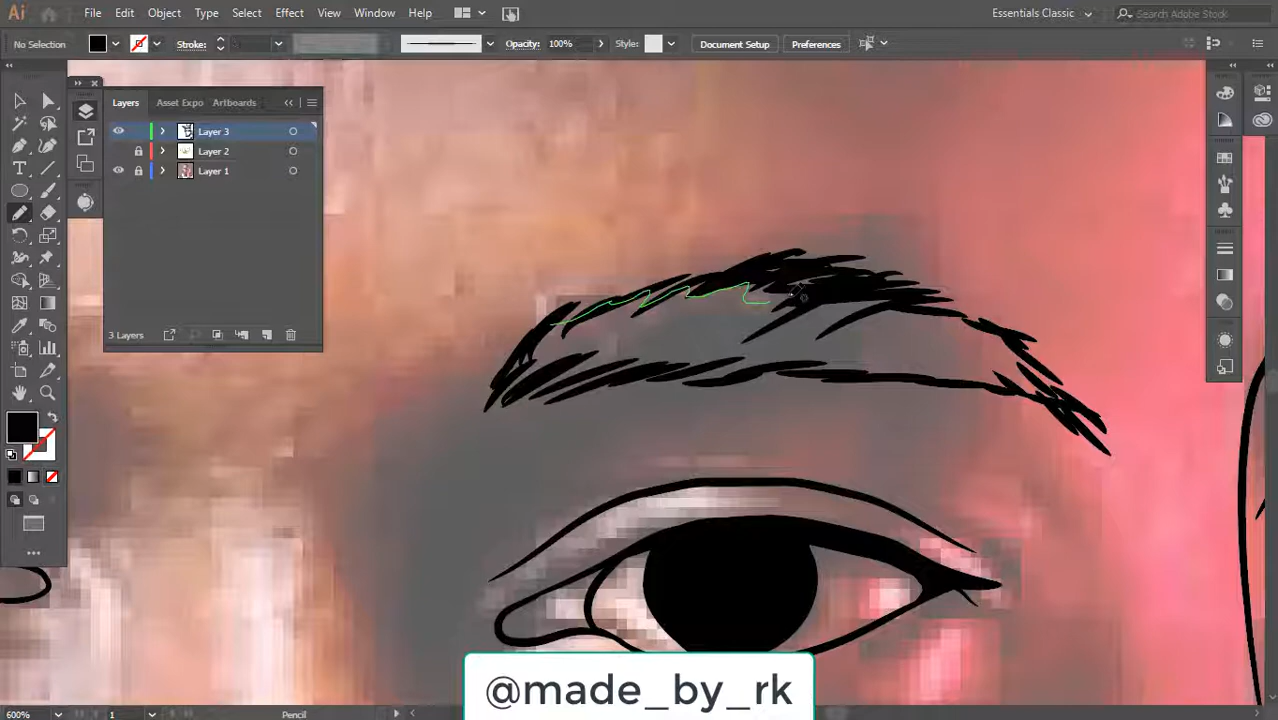 Ai File Edit Object Type Select Effect View Window Help Essentials Classic Search Adobe Stock
No Selection Stroke: Opacity: 100% Style: Document Setup Preferences
Layers Asset Expo Artboards
Layer 3
Layer 2
Layer 1
3 Layers
@made_by_rk
600% 1 Pencil